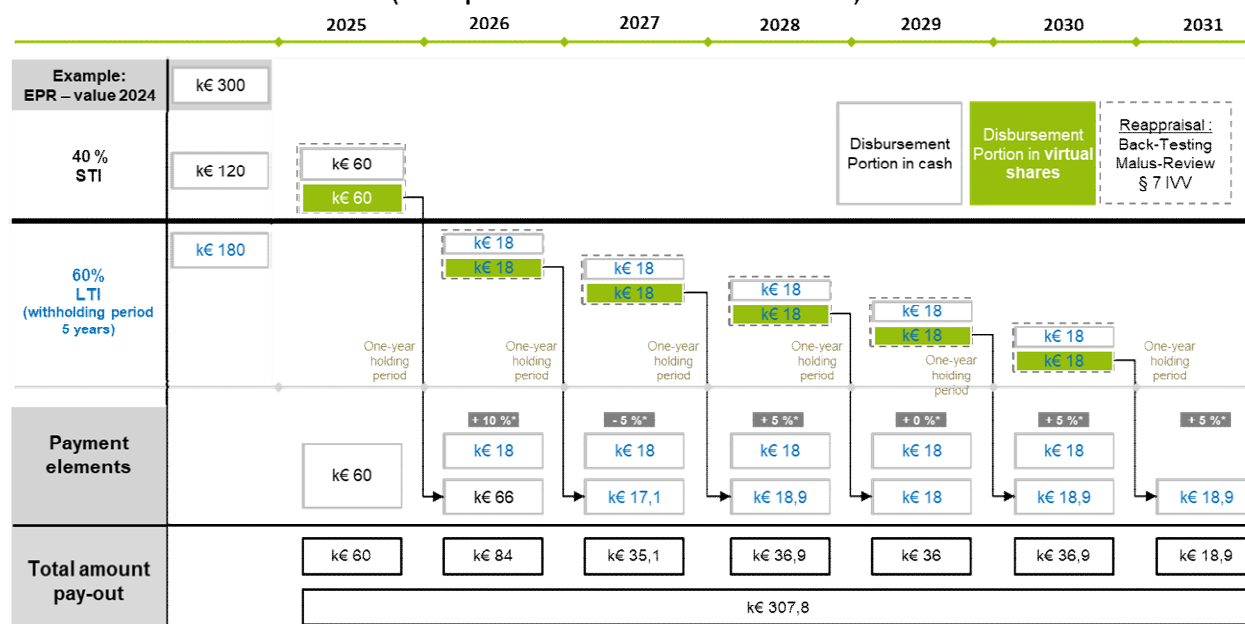 2025 2026 2027 2028 2029 2030 2031
Example:
EPR – value 2024
k€ 300
40 %
STI
k€ 120
k€ 60
k€ 60
Disbursement
Portion in cash
Disbursement
Portion in virtual
shares
Reappraisal :
Back-Testing
Malus-Review
§ 7 IVV
60%
LTI
(withholding period
5 years)
k€ 180
k€ 18
k€ 18
k€ 18
k€ 18
k€ 18
k€ 18
k€ 18
k€ 18
k€ 18
k€ 18
One-year
holding
period
One-year
holding
period
One-year
holding
period
One-year
holding
period
One-year
holding
period
One-year
holding
period
Payment
elements
+ 10 %* - 5 %* + 5 %* + 0 %* + 5 %* + 5 %*
k€ 60
k€ 18 k€ 18 k€ 18 k€ 18 k€ 18
k€ 66 k€ 17,1 k€ 18,9 k€ 18 k€ 18,9 k€ 18,9
Total amount
pay-out
k€ 60 k€ 84 k€ 35,1 k€ 36,9 k€ 36 k€ 36,9 k€ 18,9
k€ 307,8